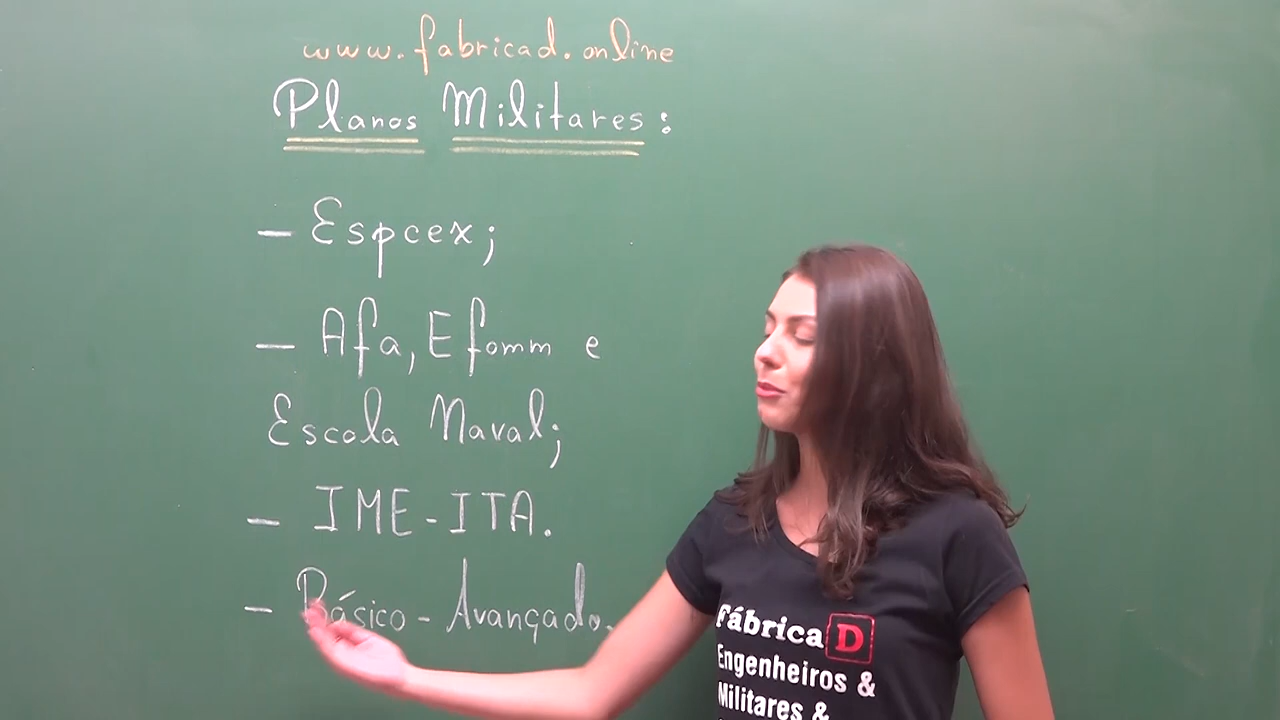 www.fabricad.online
Planos Militares:
- Espcex;
- Afa, Efomm e
Escola Naval;
- IME-ITA.
- Básico - Avançado.
Fábrica D
Engenheiros &
Militares &